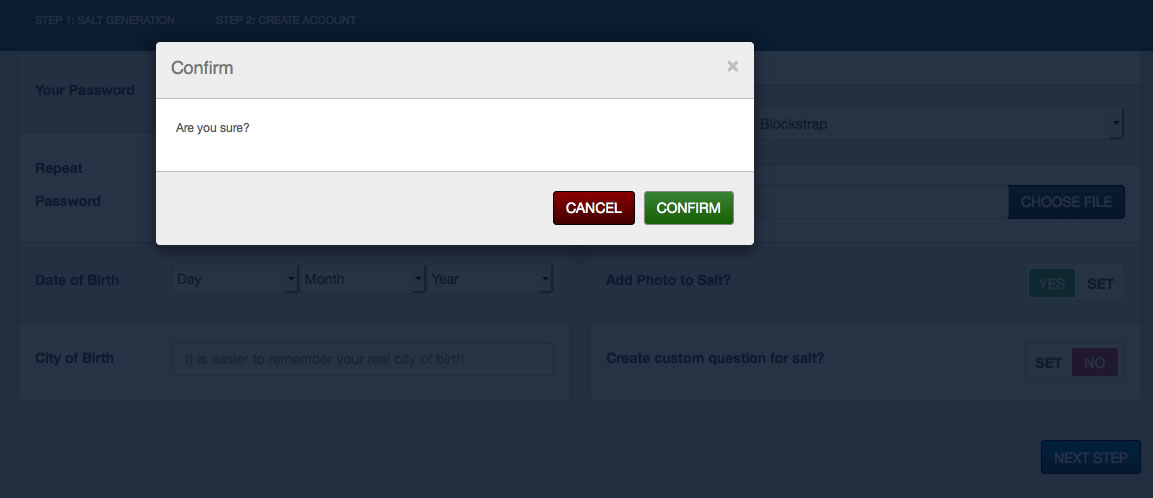 STEP 1: SALT GENERATION STEP 2: CREATE ACCOUNT
Confirm ×
Are you sure?
CANCEL CONFIRM
Your Password
Repeat
Password
Date of Birth Day Month Year
City of Birth It is easier to remember your real city of birth
Blockstrap
CHOOSE FILE
Add Photo to Salt? YES SET
Create custom question for salt? SET NO
NEXT STEP